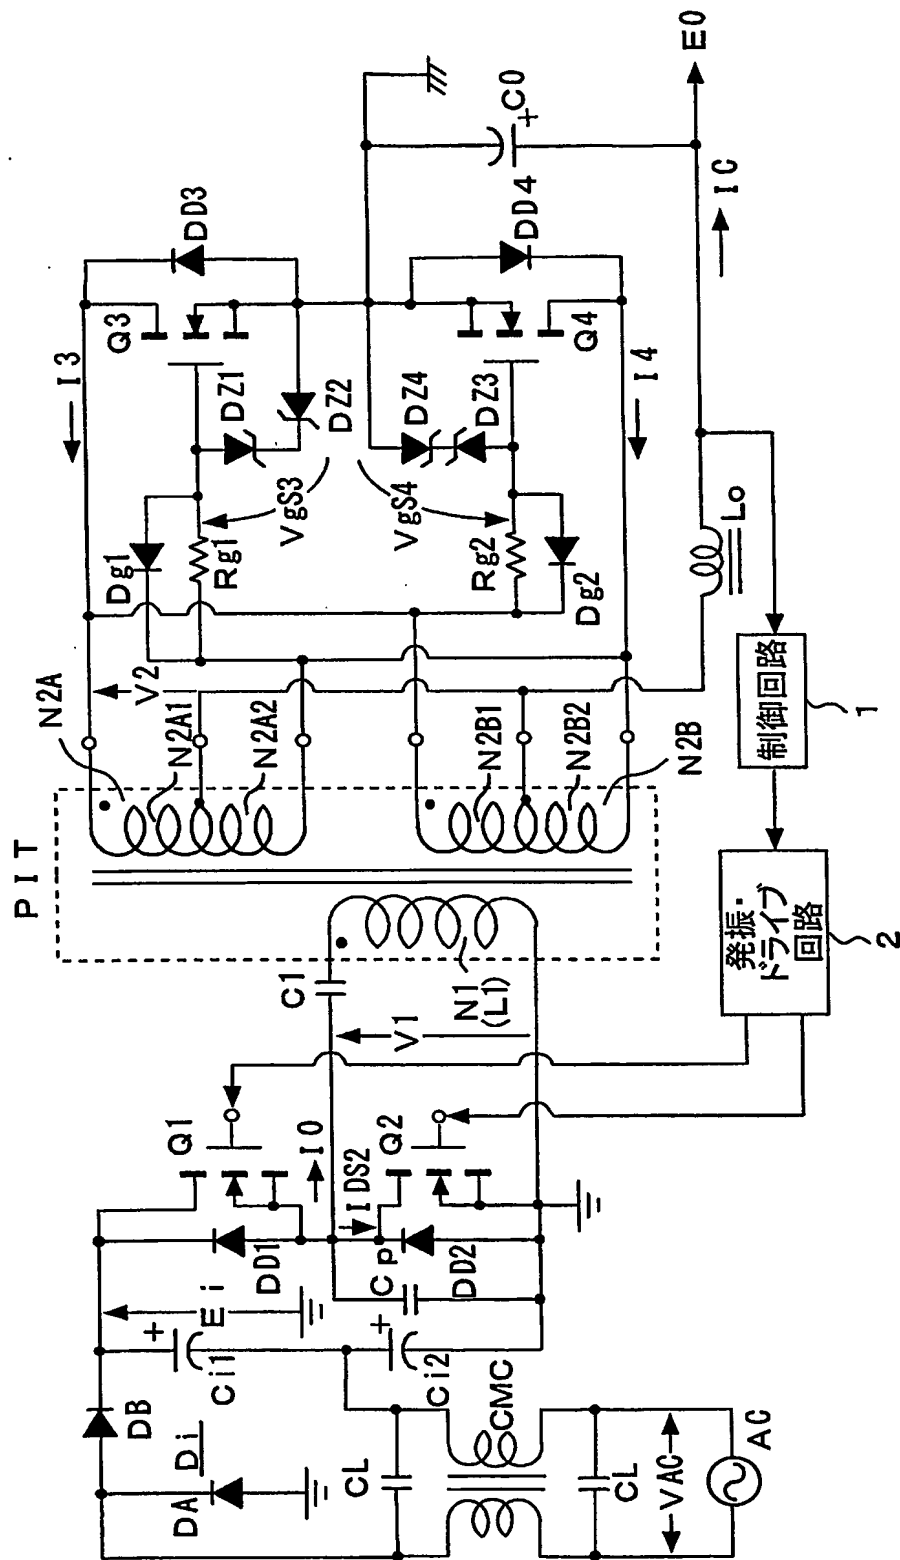 PIT
N2A
N2A1
N2A2
N2B1
N2B2
N2B
V2
I3
Dg1
Rg1
VgS3
DZ1
DZ2
Q3
DD3
VgS4
DZ4
DZ3
Rg2
Dg2
Q4
DD4
I4
C0
+
E0
IC
Lo
制御回路
1
発振・
ドライブ
回路
2
C1
V1
N1
(L1)
Q1
I0
IDS2
Q2
DD1
DD2
Cp
Ei
+
Ci1
+
Ci2
DB
Di
DA
CL
CMC
CL
VAC
AC